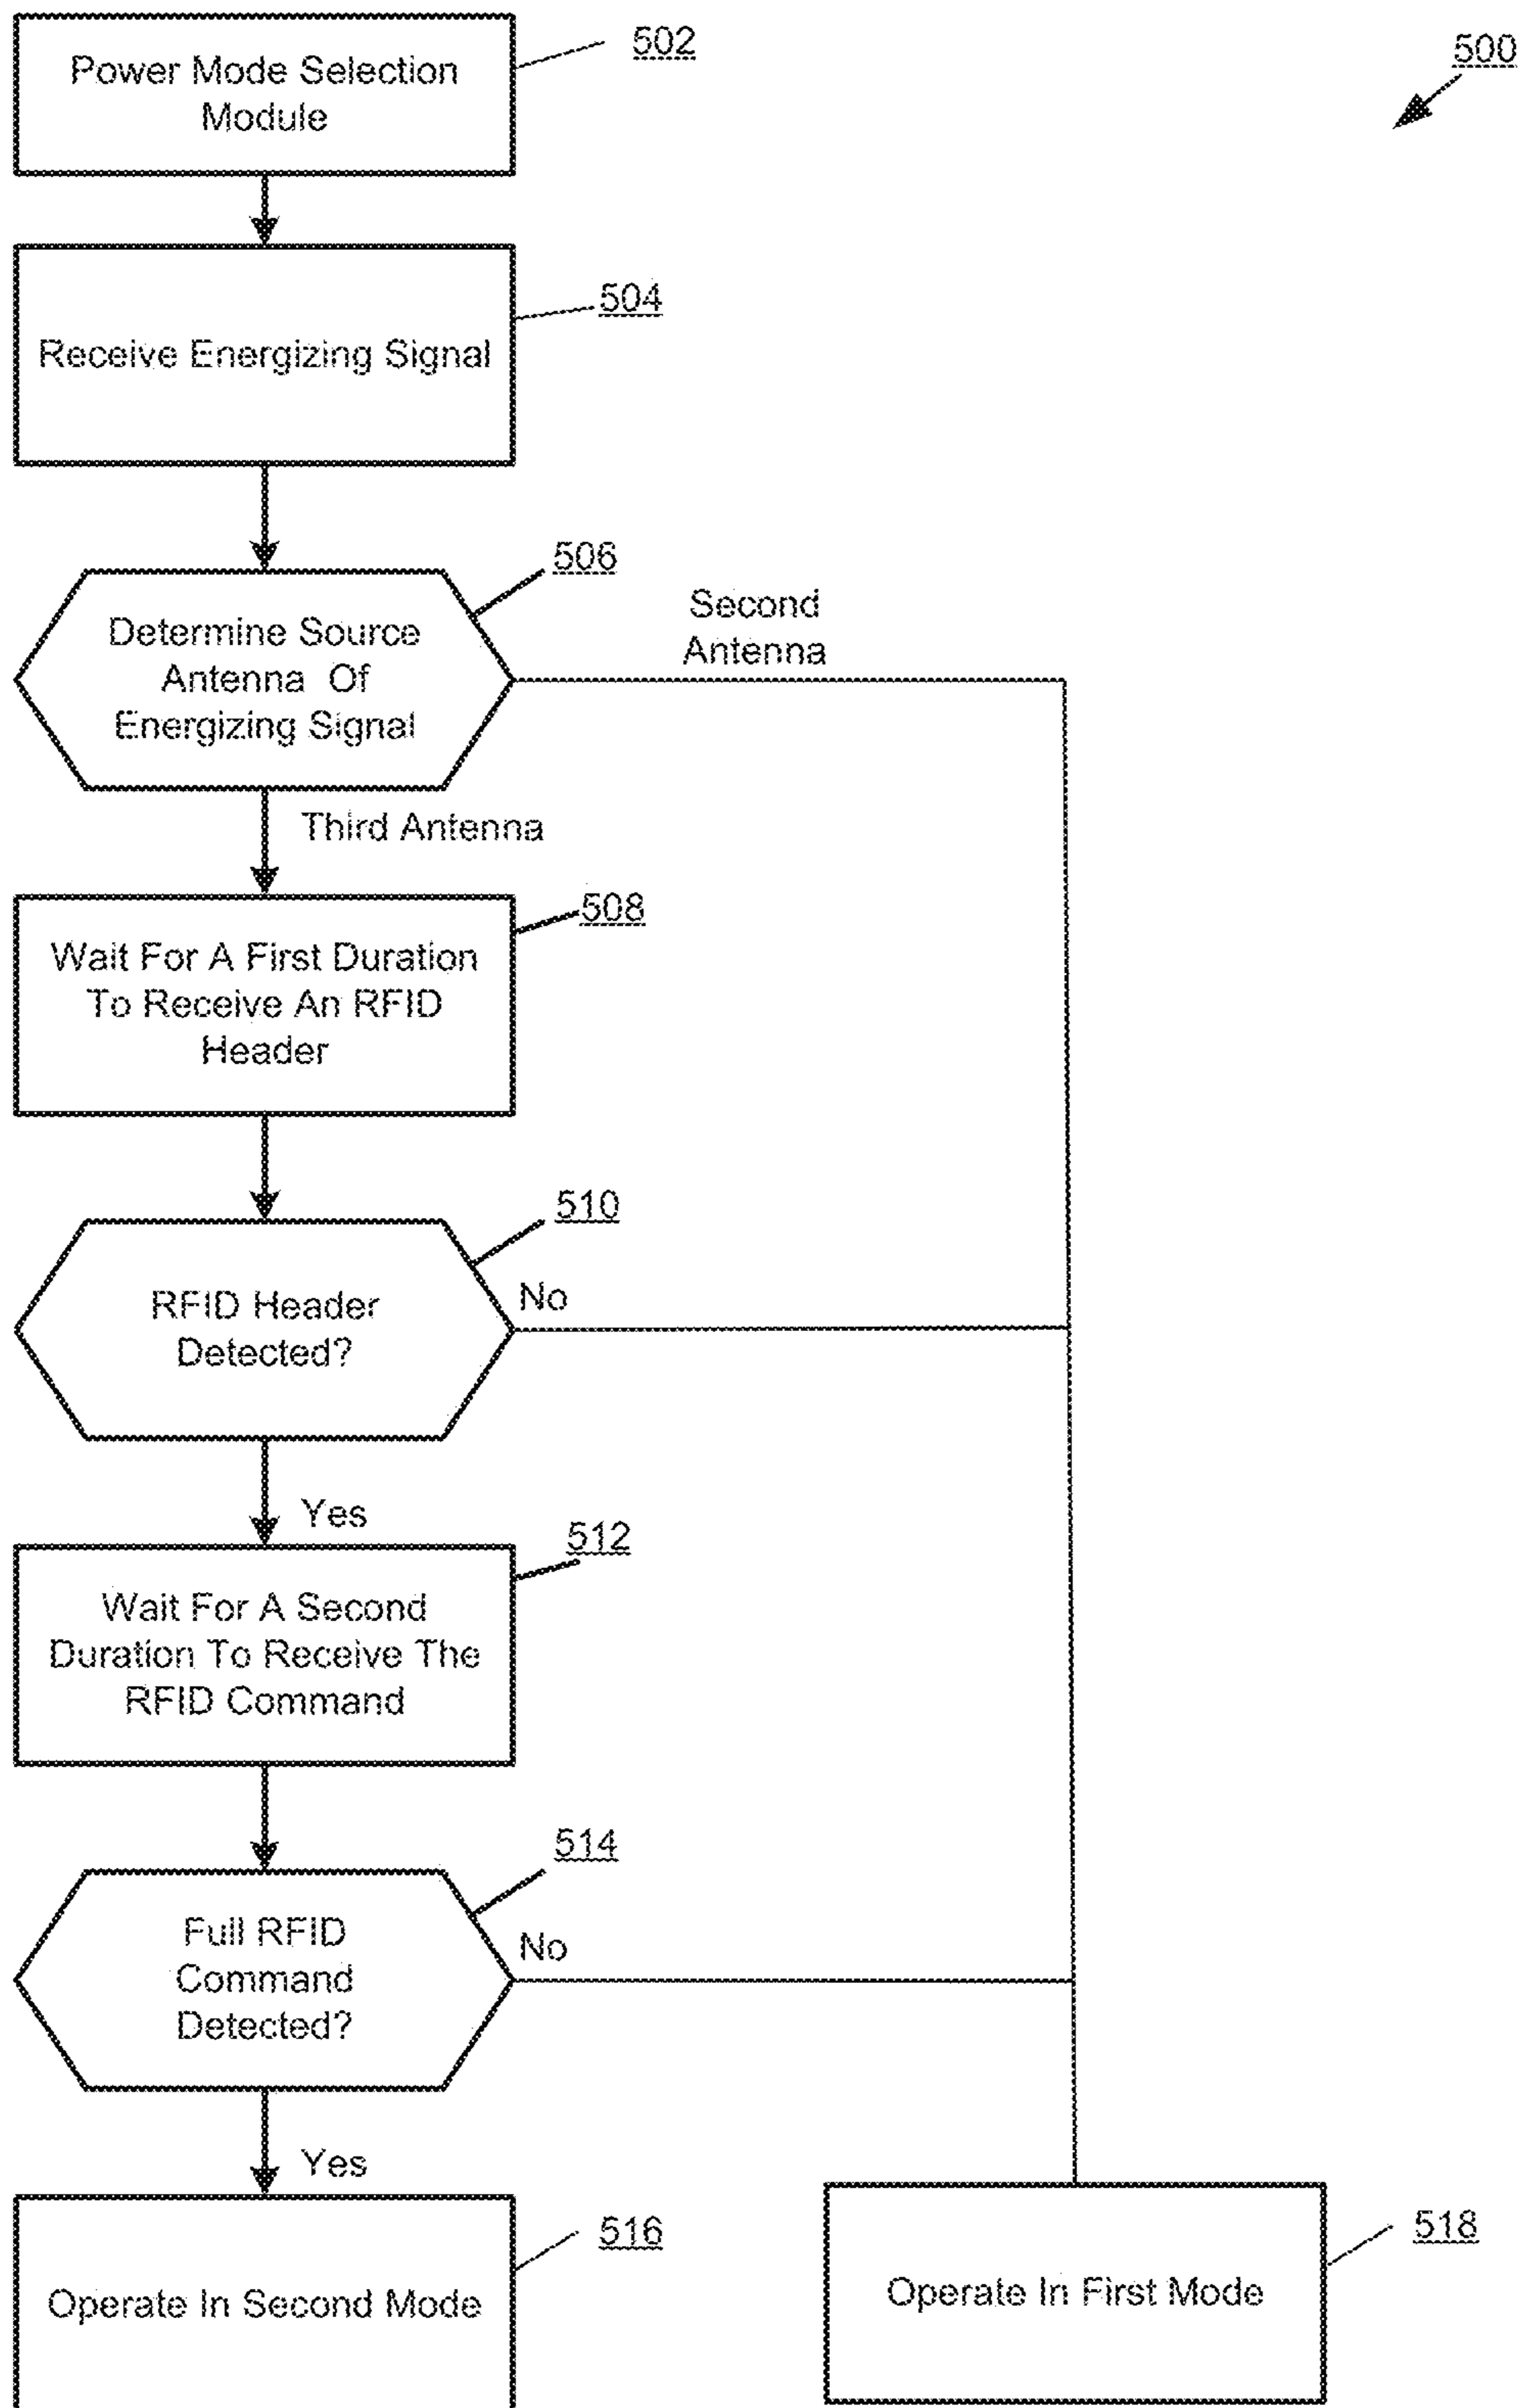 500
Power Mode Selection
Module
502
Receive Energizing Signal
504
Determine Source
Antenna Of
Energizing Signal
506
Second
Antenna
Third Antenna
Wait For A First Duration
To Receive An RFID
Header
508
RFID Header
Detected?
510
No
Yes
Wait For A Second
Duration To Receive The
RFID Command
512
Full RFID
Command
Detected?
514
No
Yes
Operate In Second Mode
516
Operate In First Mode
518